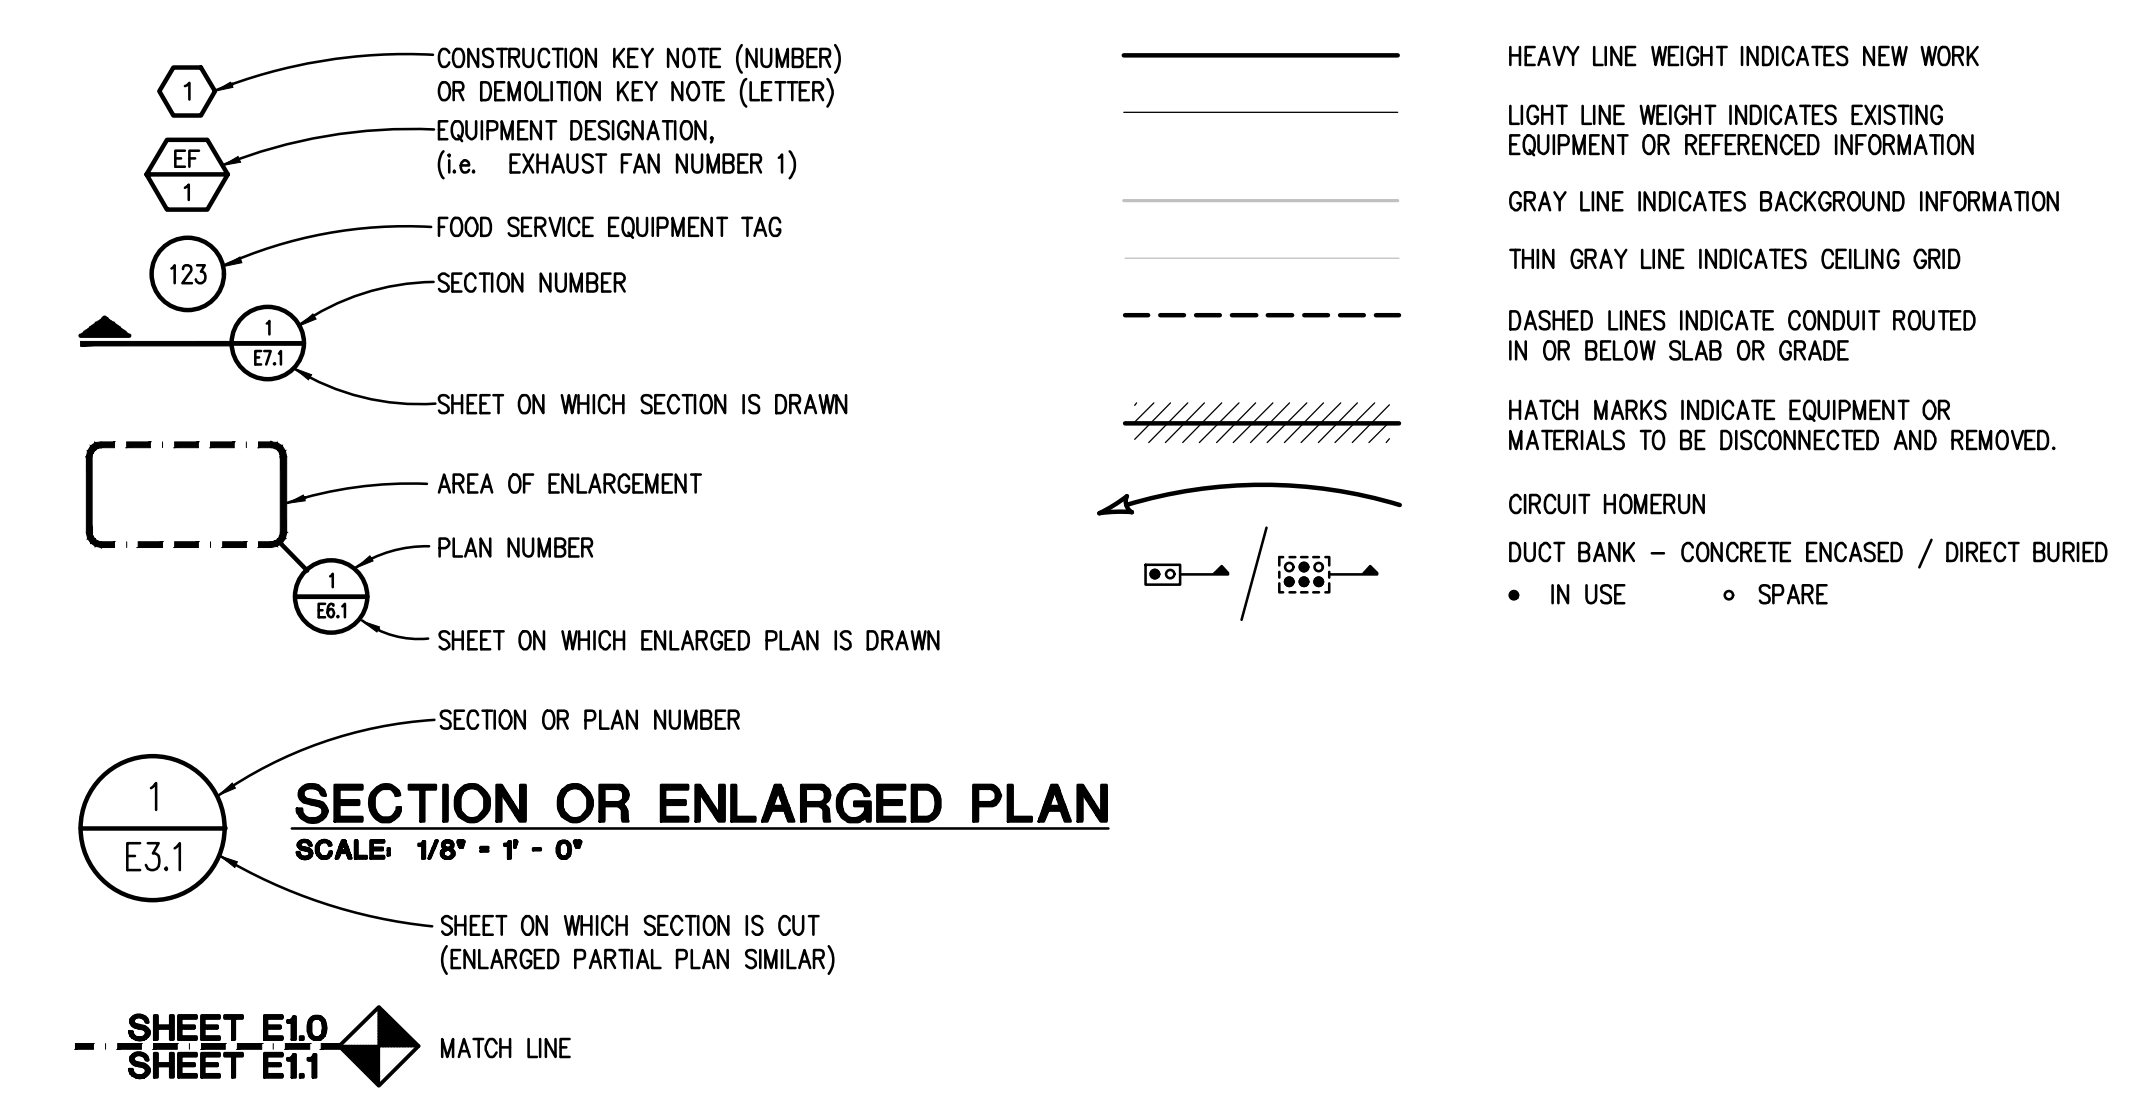 CONSTRUCTION KEY NOTE (NUMBER)
1
OR DEMOLITION KEY NOTE (LETTER)
EQUIPMENT DESIGNATION,
EF
(i.e. EXHAUST FAN NUMBER 1)
1
FOOD SERVICE EQUIPMENT TAG
123
SECTION NUMBER
1
E7.1
SHEET ON WHICH SECTION IS DRAWN
AREA OF ENLARGEMENT
PLAN NUMBER
1
E6.1
SHEET ON WHICH ENLARGED PLAN IS DRAWN
SECTION OR PLAN NUMBER
1
E3.1
SECTION OR ENLARGED PLAN
SCALE: 1/8" - 1' - 0"
SHEET ON WHICH SECTION IS CUT
(ENLARGED PARTIAL PLAN SIMILAR)
SHEET E1.0
SHEET E1.1
MATCH LINE
HEAVY LINE WEIGHT INDICATES NEW WORK
LIGHT LINE WEIGHT INDICATES EXISTING
EQUIPMENT OR REFERENCED INFORMATION
GRAY LINE INDICATES BACKGROUND INFORMATION
THIN GRAY LINE INDICATES CEILING GRID
DASHED LINES INDICATE CONDUIT ROUTED
IN OR BELOW SLAB OR GRADE
HATCH MARKS INDICATE EQUIPMENT OR
MATERIALS TO BE DISCONNECTED AND REMOVED.
CIRCUIT HOMERUN
DUCT BANK – CONCRETE ENCASED / DIRECT BURIED
● IN USE ○ SPARE